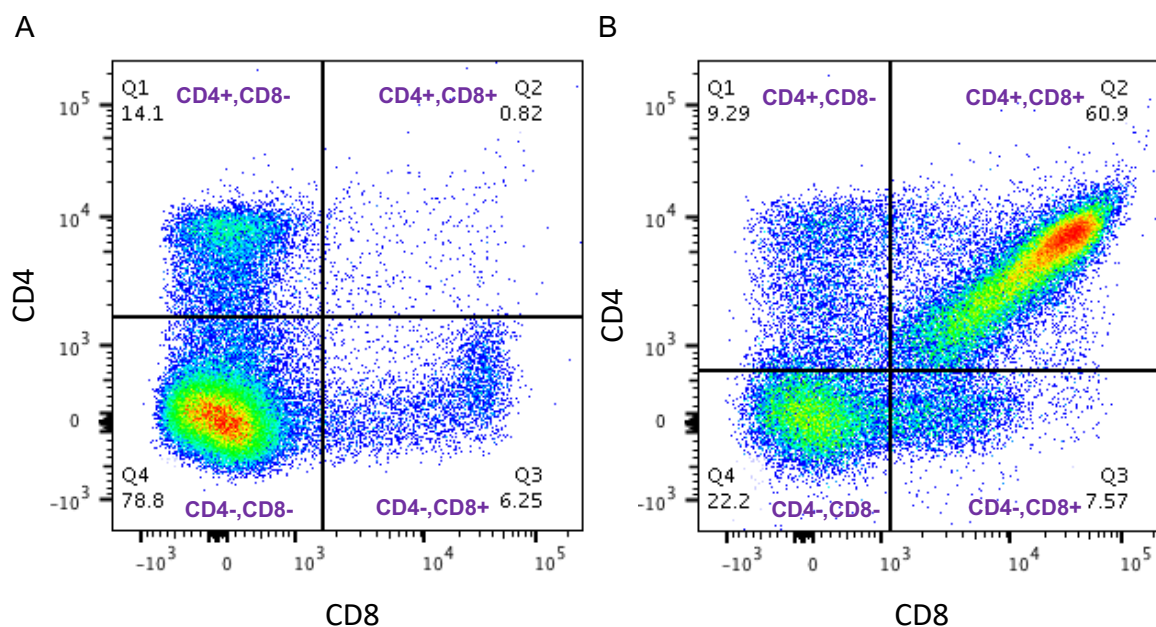 A
B
Q1
14.1
CD4+,CD8-
CD4+,CD8+
Q2
0.82
Q4
78.8
CD4-,CD8-
CD4-,CD8+
Q3
6.25
10^5
10^4
10^3
0
-10^3
-10^3
0
10^3
10^4
10^5
CD4
CD8
Q1
9.29
CD4+,CD8-
CD4+,CD8+
Q2
60.9
Q4
22.2
CD4-,CD8-
CD4-,CD8+
Q3
7.57
10^5
10^4
10^3
0
-10^3
-10^3
0
10^3
10^4
10^5
CD4
CD8